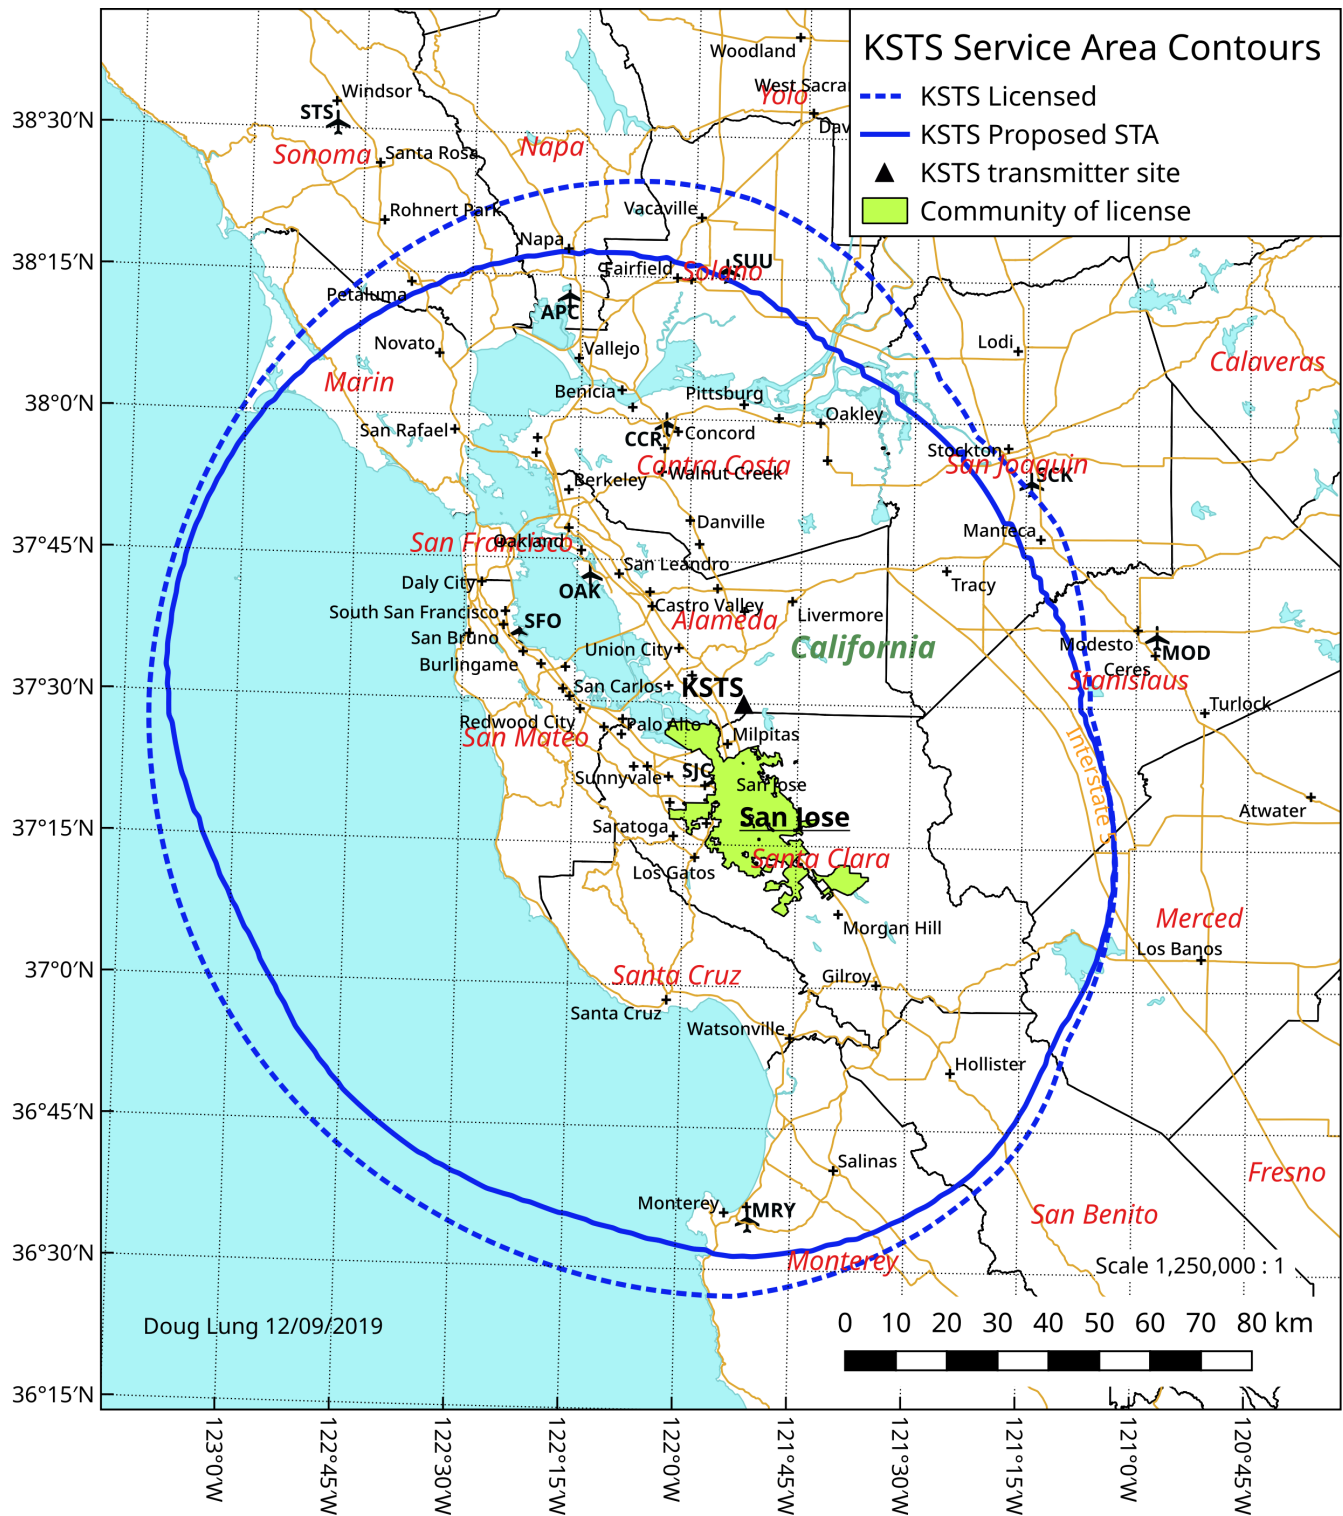 KSTS Service Area Contours
KSTS Licensed
KSTS Proposed STA
KSTS transmitter site
Community of license
Woodland
West Sacra
Yolo
Dav
Windsor
STS
38°30′N
Sonoma
Santa Rosa
Napa
Rohnert Park
Vacaville
Napa
38°15′N
Fairfield
Solano
SUU
Petaluma
APC
Novato
Vallejo
Lodi
Calaveras
Marin
Benicia
Pittsburg
38°0′N
Oakley
San Rafael
CCR
Concord
Stockton
Contra Costa
San Joaquin
Walnut Creek
SCK
Berkeley
Danville
Manteca
37°45′N
San Francisco
Oakland
San Leandro
Daly City
OAK
Tracy
Castro Valley
South San Francisco
SFO
Alameda
Livermore
San Bruno
California
Union City
Modesto
MOD
Burlingame
Ceres
Stanislaus
37°30′N
San Carlos
KSTS
Turlock
Redwood City
Palo Alto
San Mateo
Milpitas
Interstate 5
Sunnyvale
SJC
San Jose
Atwater
San Jose
37°15′N
Saratoga
Santa Clara
Los Gatos
Merced
Morgan Hill
Los Banos
37°0′N
Santa Cruz
Gilroy
Santa Cruz
Watsonville
Hollister
36°45′N
Salinas
Fresno
Monterey
MRY
San Benito
36°30′N
Monterey
Scale 1,250,000 : 1
Doug Lung 12/09/2019
0 10 20 30 40 50 60 70 80 km
36°15′N
123°0′W
122°45′W
122°30′W
122°15′W
122°0′W
121°45′W
121°30′W
121°15′W
121°0′W
120°45′W